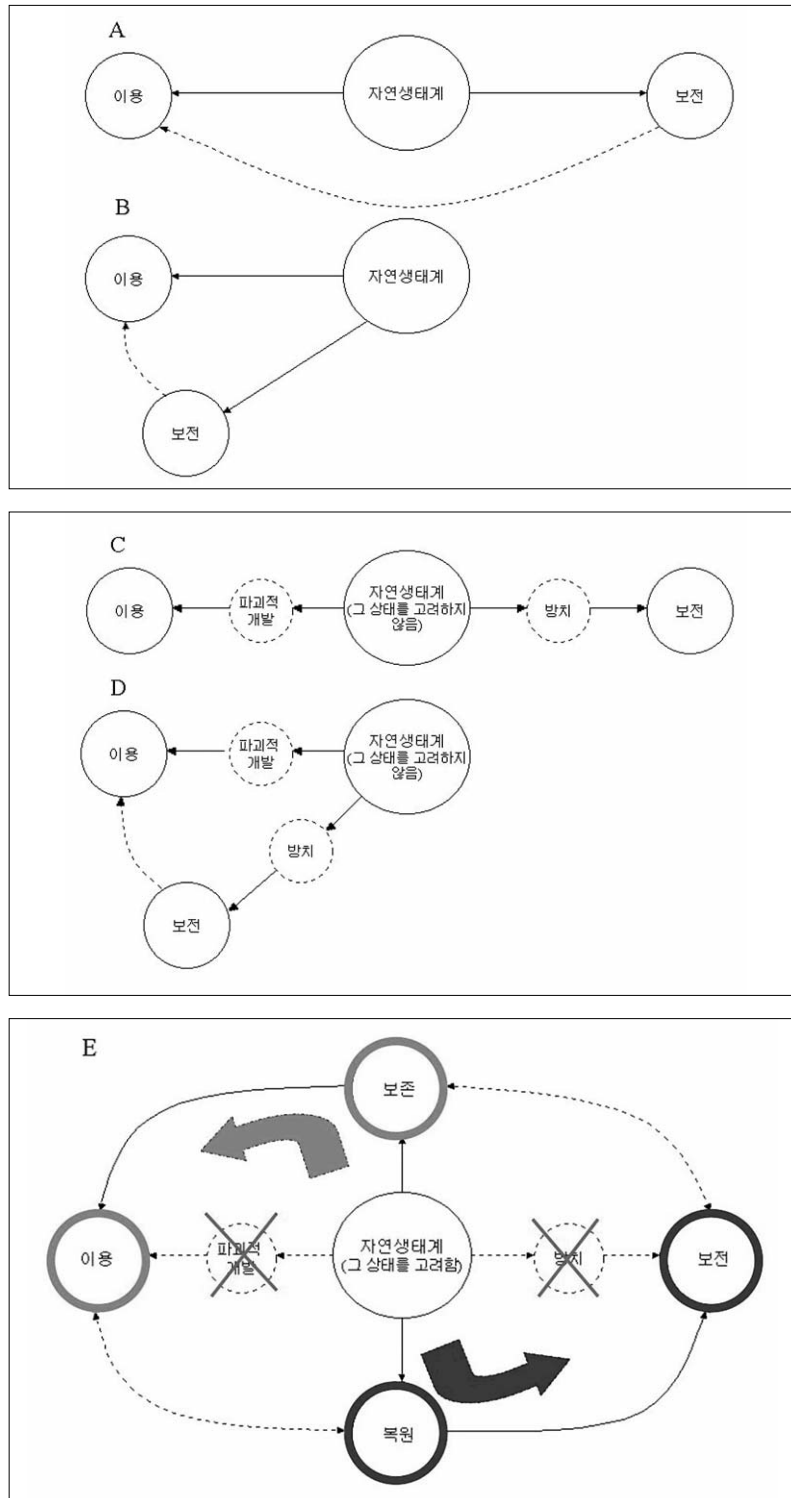 A
이용
자연생태계
보전
B
이용
자연생태계
보전
C
이용
파괴적
개발
자연생태계
(그 상태를 고려하지
않음)
방치
보전
D
이용
파괴적
개발
자연생태계
(그 상태를 고려하지
않음)
방치
보전
E
보존
이용
파괴적
개발
자연생태계
(그 상태를 고려함)
방치
보전
복원